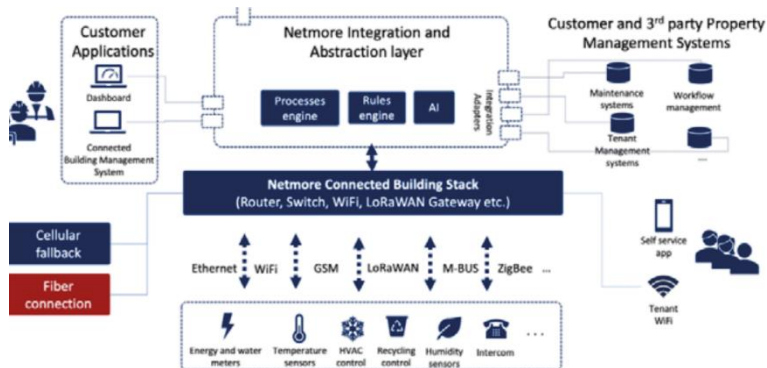 Customer
Applications
Dashboard
Connected
Building Management
System
Netmore Integration and
Abstraction layer
Processes
engine
Rules
engine
AI
Integration
Adapters
Customer and 3rd party Property
Management Systems
Maintenance
systems
Workflow
management
Tenant
Management
systems
...
Netmore Connected Building Stack
(Router, Switch, WiFi, LoRaWAN Gateway etc.)
Cellular
fallback
Fiber
connection
Ethernet WiFi GSM LoRaWAN M-BUS ZigBee ...
Self service
app
Tenant
WiFi
Energy and water
meters
Temperature
sensors
HVAC
control
Recycling
control
Humidity
sensors
Intercom
...